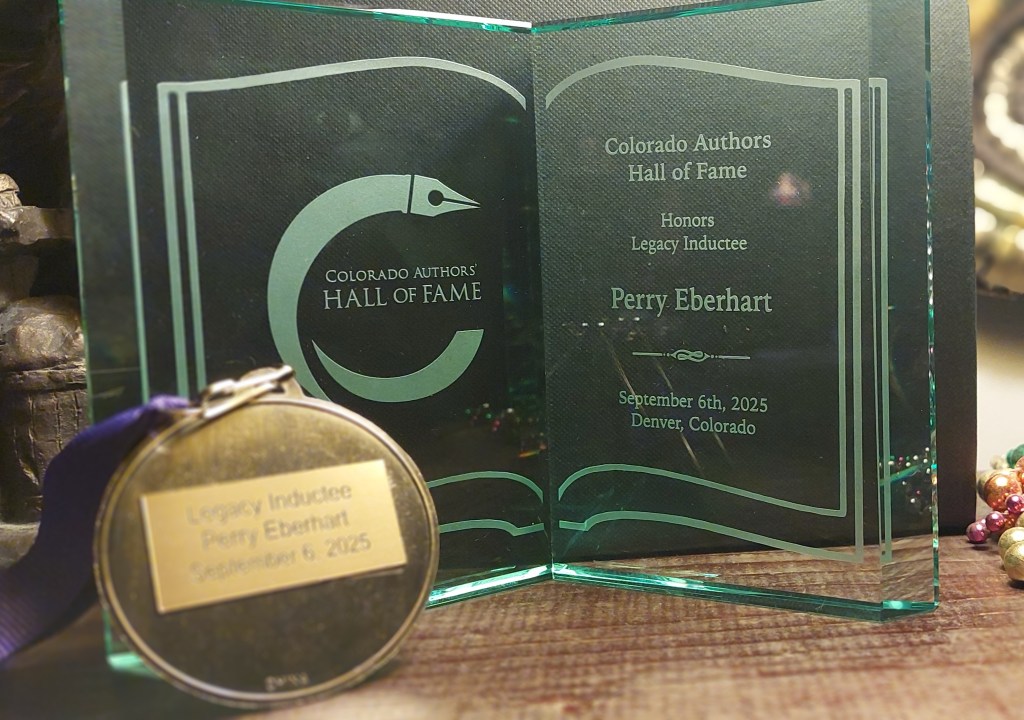 COLORADO AUTHORS'
HALL OF FAME
Colorado Authors
Hall of Fame
Honors
Legacy Inductee
Perry Eberhart
September 6th, 2025
Denver, Colorado
Legacy Inductee
Perry Eberhart
September 6, 2025